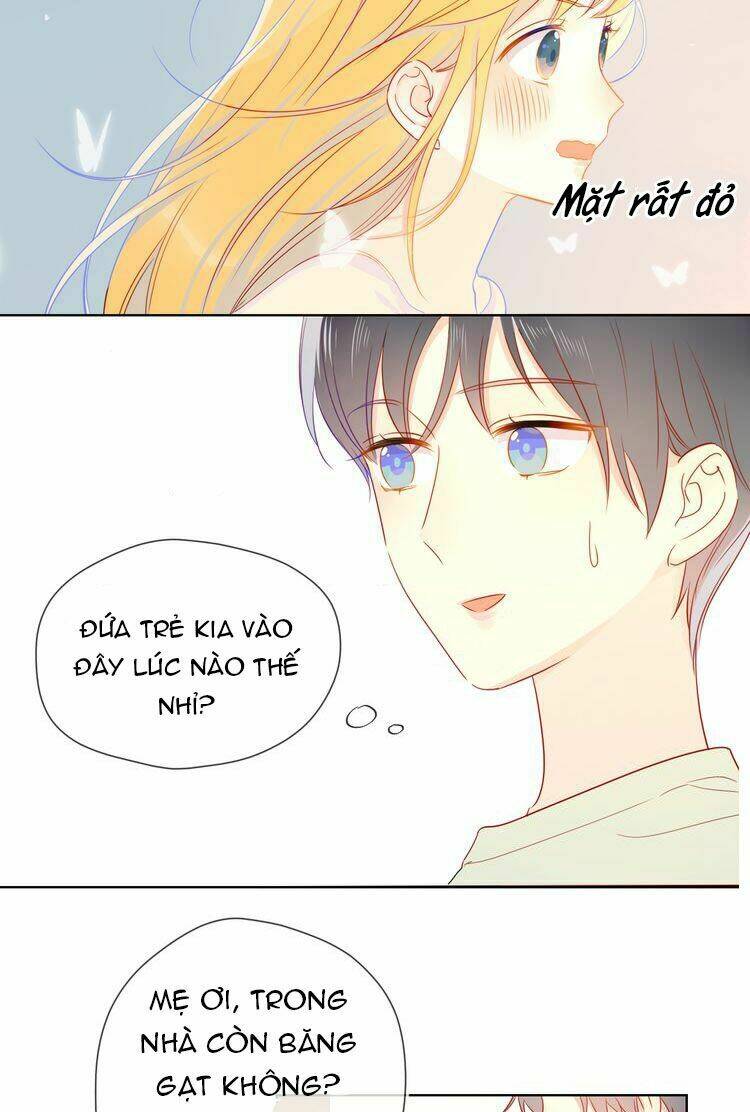 Mặt rất đỏ
ĐỨA TRẺ KIA VÀO
ĐÂY LÚC NÀO THẾ
NHỈ?
MẸ ƠI, TRONG
NHÀ CÒN BĂNG
GẠT KHÔNG?